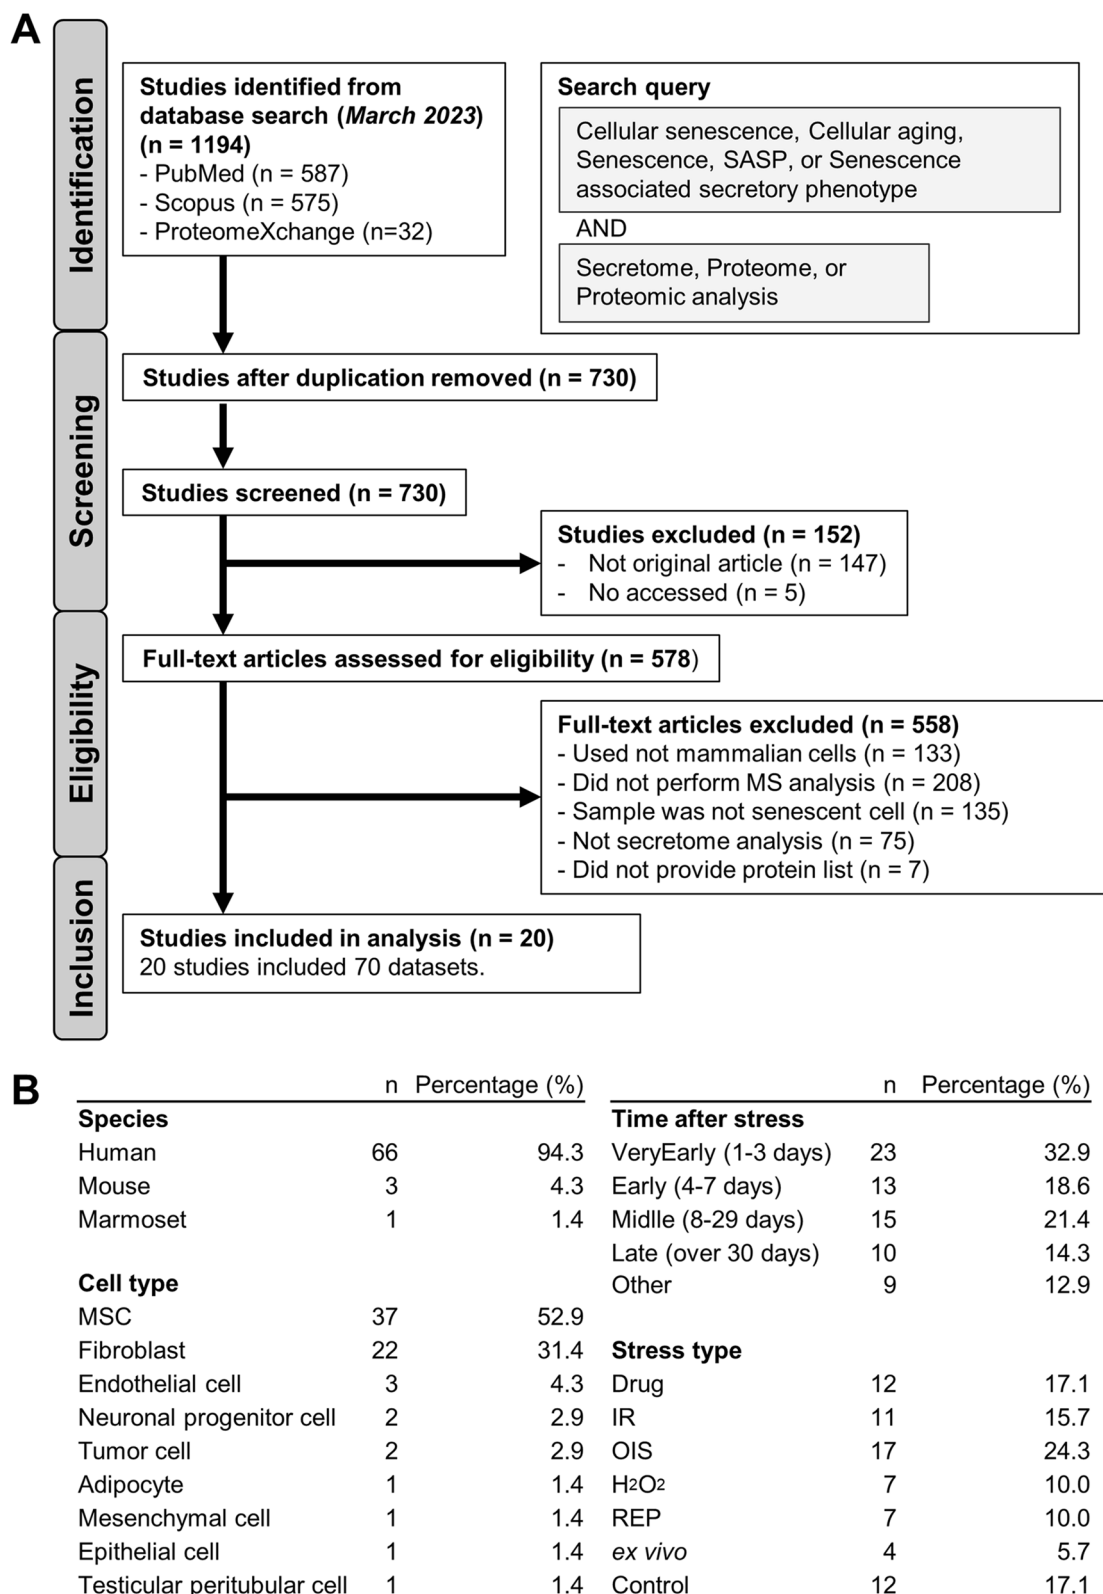 A
Identification
Studies identified from
database search (March 2023)
(n = 1194)
- PubMed (n = 587)
- Scopus (n = 575)
- ProteomeXchange (n=32)
Search query
Cellular senescence, Cellular aging,
Senescence, SASP, or Senescence
associated secretory phenotype
AND
Secretome, Proteome, or
Proteomic analysis
Screening
Studies after duplication removed (n = 730)
Studies screened (n = 730)
Studies excluded (n = 152)
- Not original article (n = 147)
- No accessed (n = 5)
Eligibility
Full-text articles assessed for eligibility (n = 578)
Full-text articles excluded (n = 558)
- Used not mammalian cells (n = 133)
- Did not perform MS analysis (n = 208)
- Sample was not senescent cell (n = 135)
- Not secretome analysis (n = 75)
- Did not provide protein list (n = 7)
Inclusion
Studies included in analysis (n = 20)
20 studies included 70 datasets.
B
n Percentage (%)
Species
Human 66 94.3
Mouse 3 4.3
Marmoset 1 1.4
Cell type
MSC 37 52.9
Fibroblast 22 31.4
Endothelial cell 3 4.3
Neuronal progenitor cell 2 2.9
Tumor cell 2 2.9
Adipocyte 1 1.4
Mesenchymal cell 1 1.4
Epithelial cell 1 1.4
Testicular peritubular cell 1 1.4
n Percentage (%)
Time after stress
VeryEarly (1-3 days) 23 32.9
Early (4-7 days) 13 18.6
Midlle (8-29 days) 15 21.4
Late (over 30 days) 10 14.3
Other 9 12.9
Stress type
Drug 12 17.1
IR 11 15.7
OIS 17 24.3
H2O2 7 10.0
REP 7 10.0
ex vivo 4 5.7
Control 12 17.1